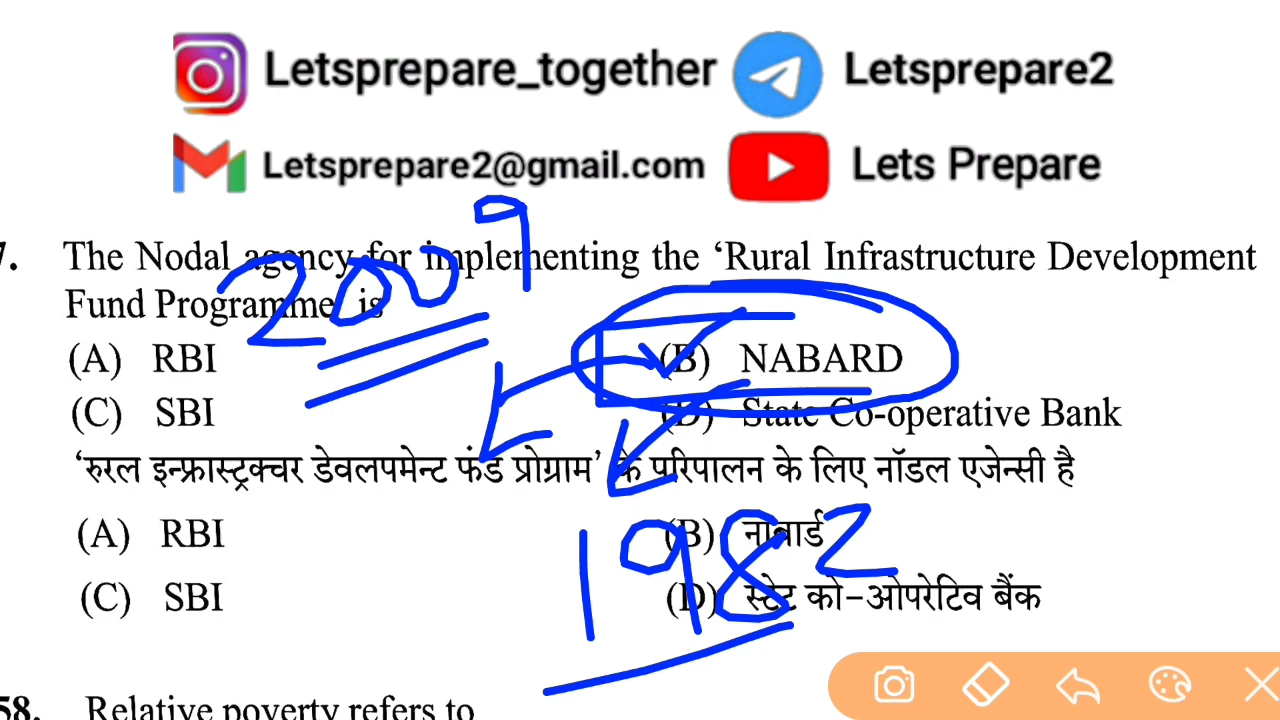 Letsprepare_together Letsprepare2
Letsprepare2@gmail.com Lets Prepare
7. The Nodal agency for implementing the ‘Rural Infrastructure Development
Fund Programme’ is
2009
(A) RBI (B) NABARD
(C) SBI (D) State Co-operative Bank
‘रुरल इन्फ्रास्ट्रक्चर डेवलपमेन्ट फंड प्रोग्राम’ के परिपालन के लिए नॉडल एजेन्सी है
(A) RBI (B) नाबार्ड
1982
(C) SBI (D) स्टेट को-ओपरेटिव बैंक
58. Relative poverty refers to